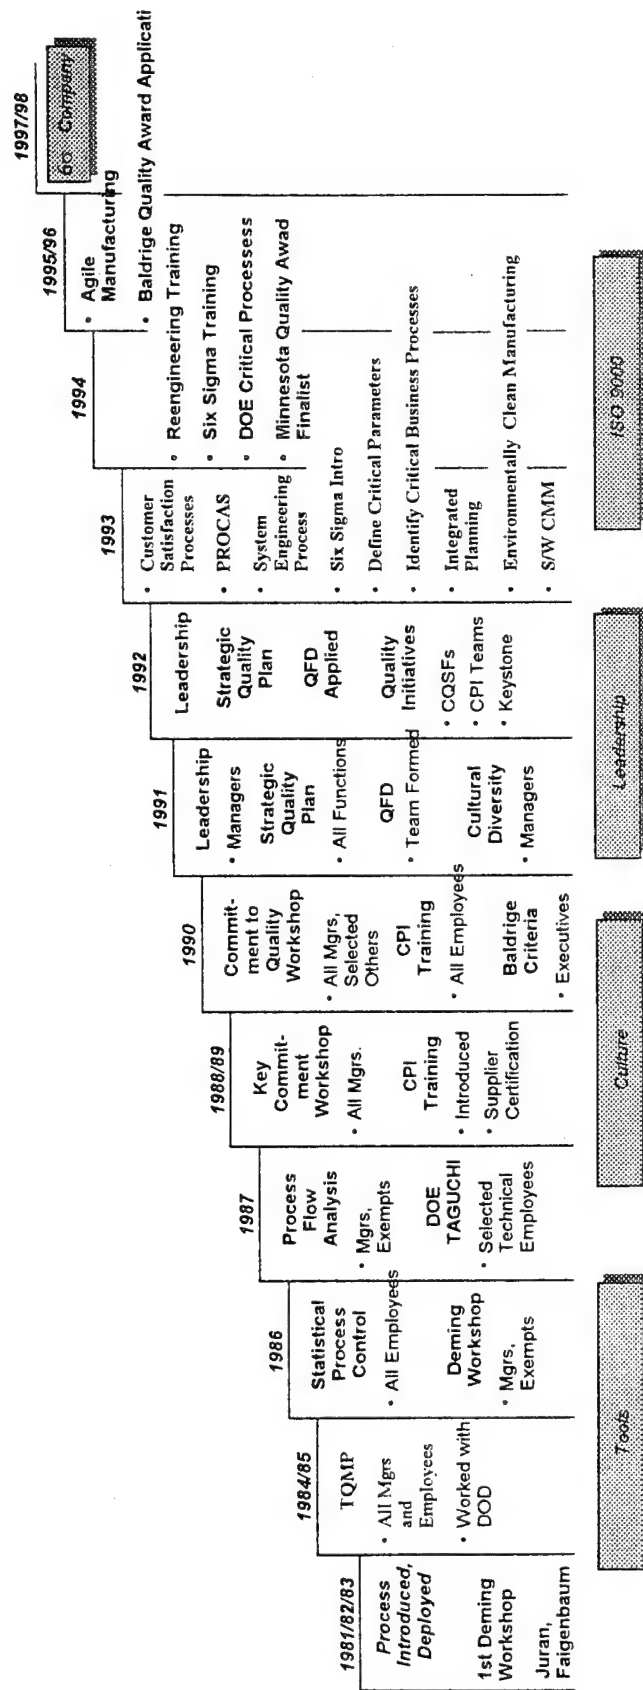 1981/82/83
Process
Introduced,
Deployed
1st Deming
Workshop
Juran,
Faigenbaum
1984/85
TQMP
• All Mgrs
and
Employees
• Worked with
DOD
1986
Statistical
Process
Control
• All Employees
Deming
Workshop
• Mgrs,
Exempts
1987
Process
Flow
Analysis
• Mgrs,
Exempts
DOE
TAGUCHI
• Selected
Technical
Employees
1988/89
Key
Commit-
ment
Workshop
• All Mgrs.
CPI
Training
• Introduced
• Supplier
Certification
1990
Commit-
ment to
Quality
Workshop
• All Mgrs,
Selected
Others
CPI
Training
• All Employees
Baldrige
Criteria
• Executives
1991
Leadership
• Managers
Strategic
Quality
Plan
• All Functions
QFD
• Team Formed
Cultural
Diversity
• Managers
1992
Leadership
Strategic
Quality
Plan
QFD
Applied
Quality
Initiatives
• CQSFs
• CPI Teams
• Keystone
1993
• Customer
Satisfaction
Processes
• PROCAS
• System
Engineering
Process
• Six Sigma Intro
• Define Critical Parameters
• Identify Critical Business Processes
• Integrated
Planning
• Environmentally Clean Manufacturing
• S/W CMM
1994
• Reengineering Training
• Six Sigma Training
• DOE Critical Processess
• Minnesota Quality Awad
Finalist
1995/96
• Agile
Manufacturing
• Baldrige Quality Award Applicati
1997/98
6σ Company
Tools
Culture
Leadership
ISO 9000